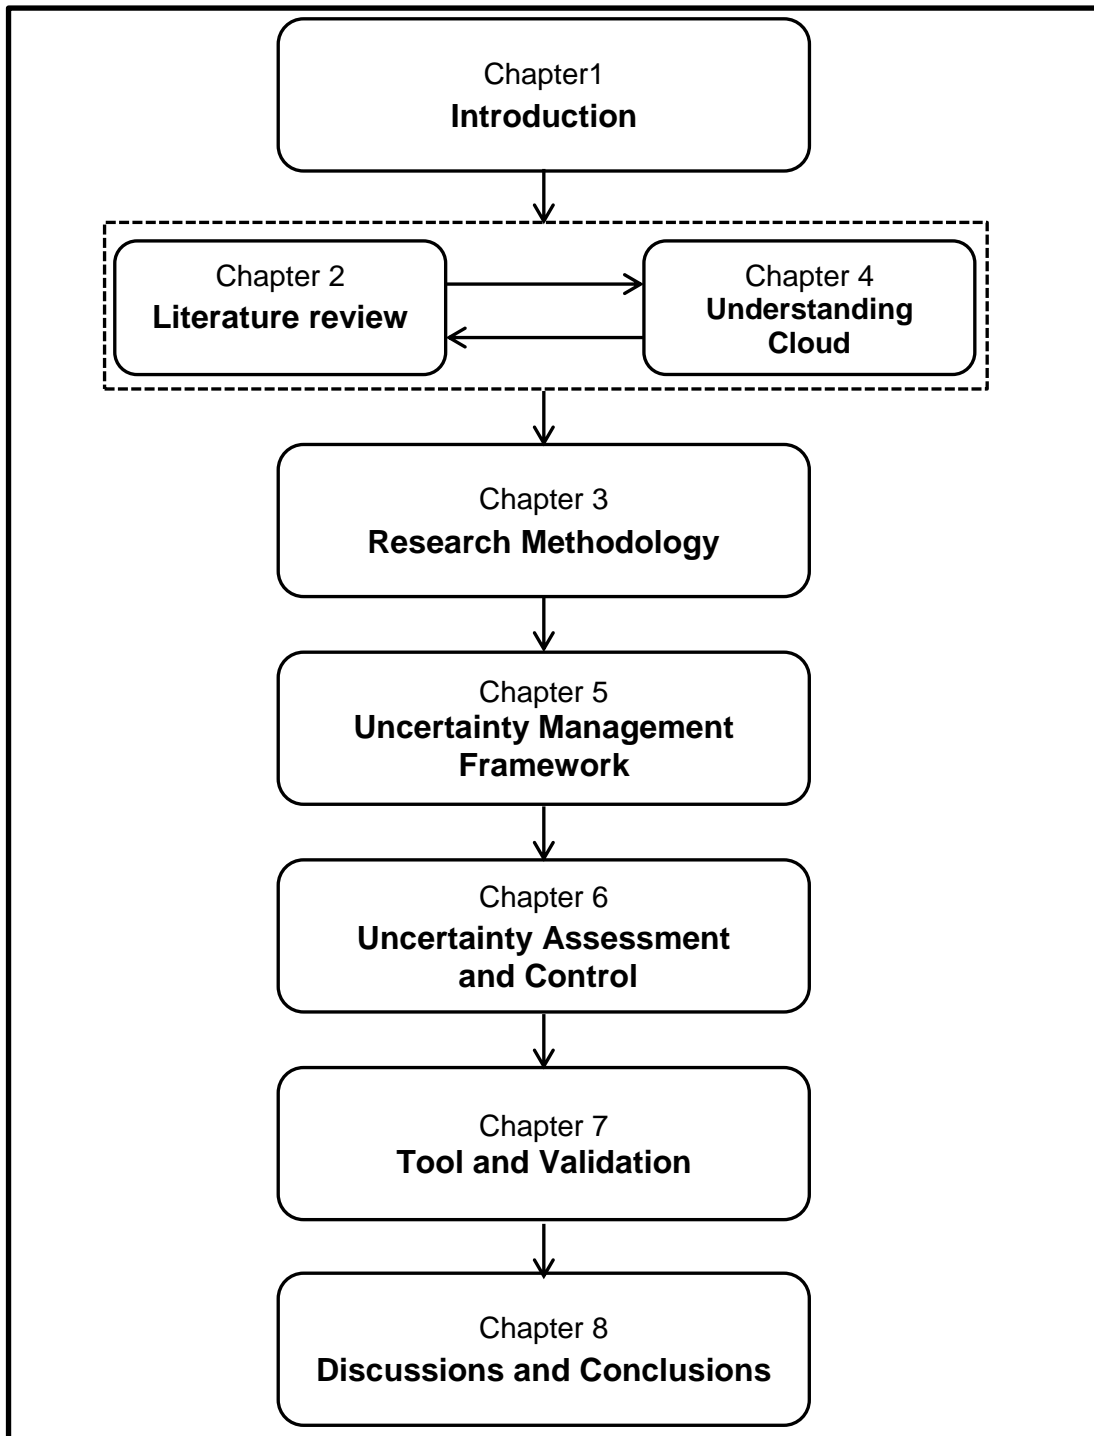 Chapter1
Introduction
Chapter 2
Literature review
Chapter 4
Understanding
Cloud
Chapter 3
Research Methodology
Chapter 5
Uncertainty Management
Framework
Chapter 6
Uncertainty Assessment
and Control
Chapter 7
Tool and Validation
Chapter 8
Discussions and Conclusions